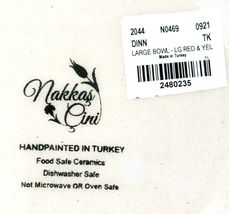 2044 N0469 0921
DINN TK
LARGE BOWL -LG RED & YEL
Made in Turkey
FL
2480235
Nakkaş
Çini
HANDPAINTED IN TURKEY
Food Safe Ceramics
Dishwasher Safe
Not Microwave OR Oven Safe